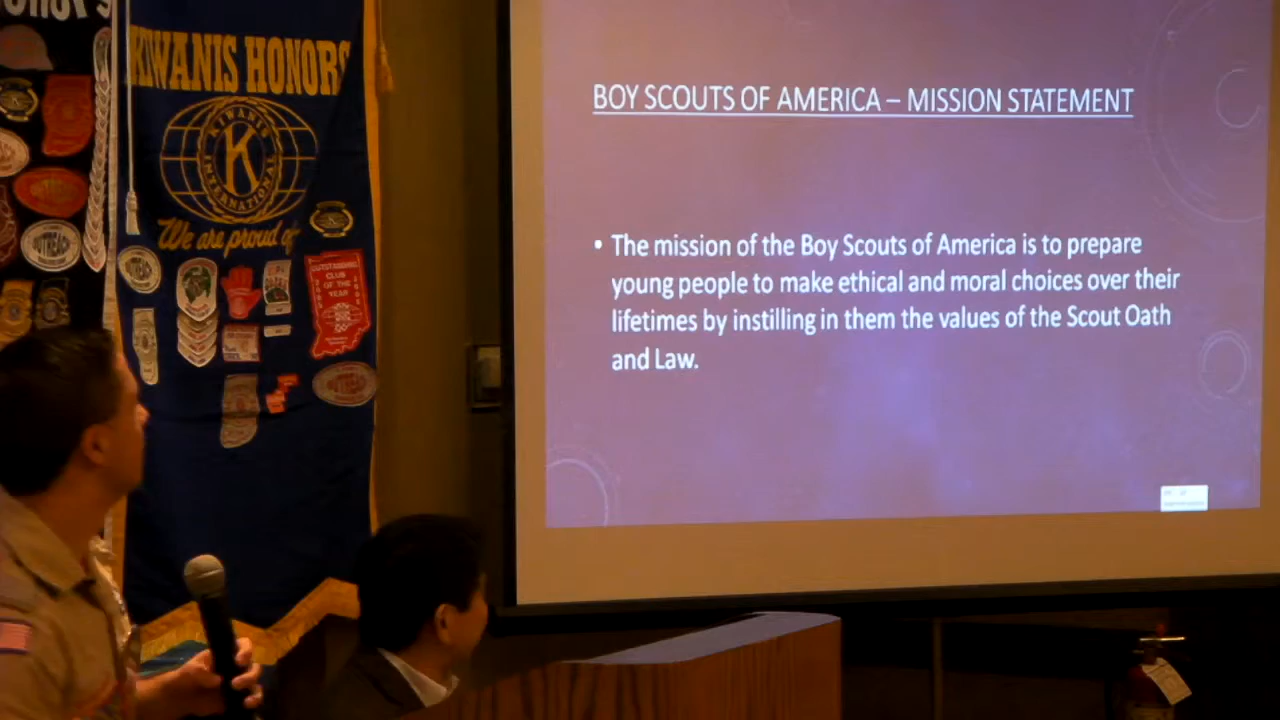 KIWANIS HONORS
KIWANIS
K
INTERNATIONAL
We are proud of
OUTREACH
OUTSTANDING
CLUB
OF
THE YEAR
BOY SCOUTS OF AMERICA – MISSION STATEMENT
• The mission of the Boy Scouts of America is to prepare
young people to make ethical and moral choices over their
lifetimes by instilling in them the values of the Scout Oath
and Law.